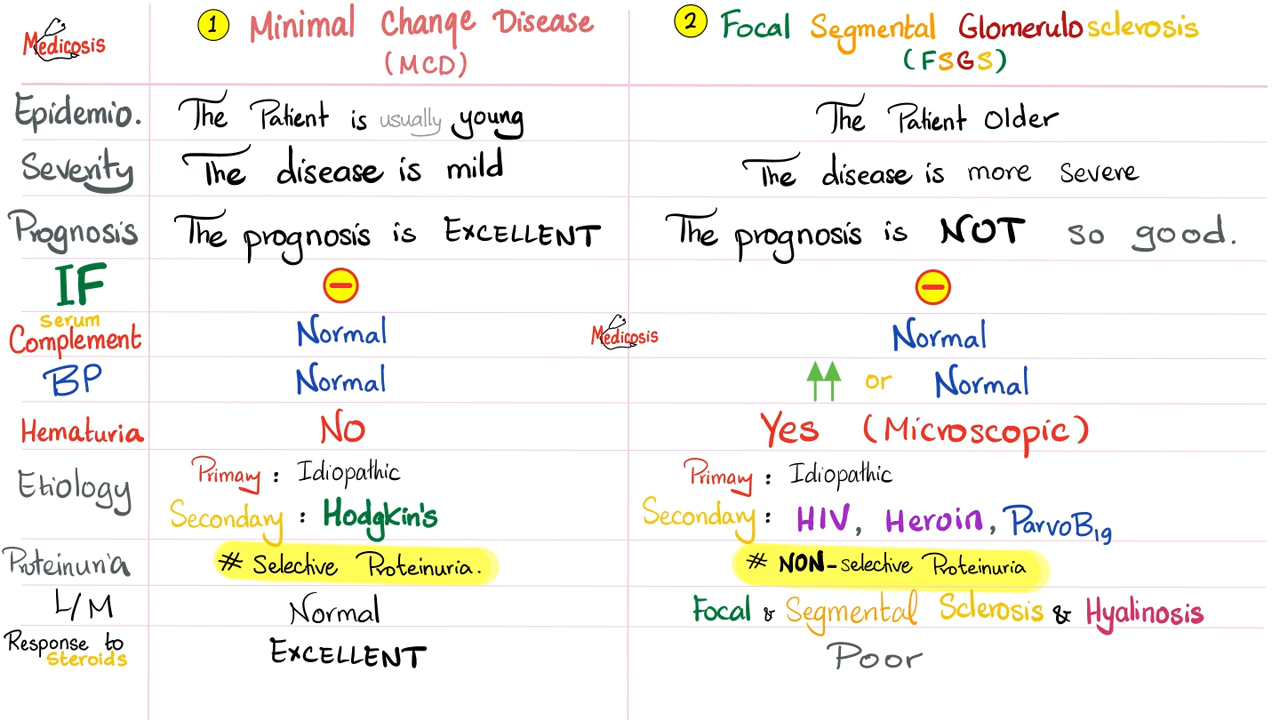 Medicosis
1 Minimal Change Disease
(MCD)
2 Focal Segmental Glomerulosclerosis
(FSGS)
Epidemio.
The Patient is usually young
The Patient Older
Severity
The disease is mild
The disease is more severe
Prognosis
The prognosis is EXCELLENT
The prognosis is NOT so good.
IF
−
−
serum
Complement
Normal
Medicosis
Normal
BP
Normal
↑↑ or Normal
Hematuria
NO
Yes (Microscopic)
Etiology
Primary : Idiopathic
Secondary : Hodgkin's
Primary : Idiopathic
Secondary : HIV, Heroin, ParvoB19
Proteinuria
# Selective Proteinuria.
# NON-selective Proteinuria
L/M
Normal
Focal & Segmental Sclerosis & Hyalinosis
Response to
steroids
EXCELLENT
Poor